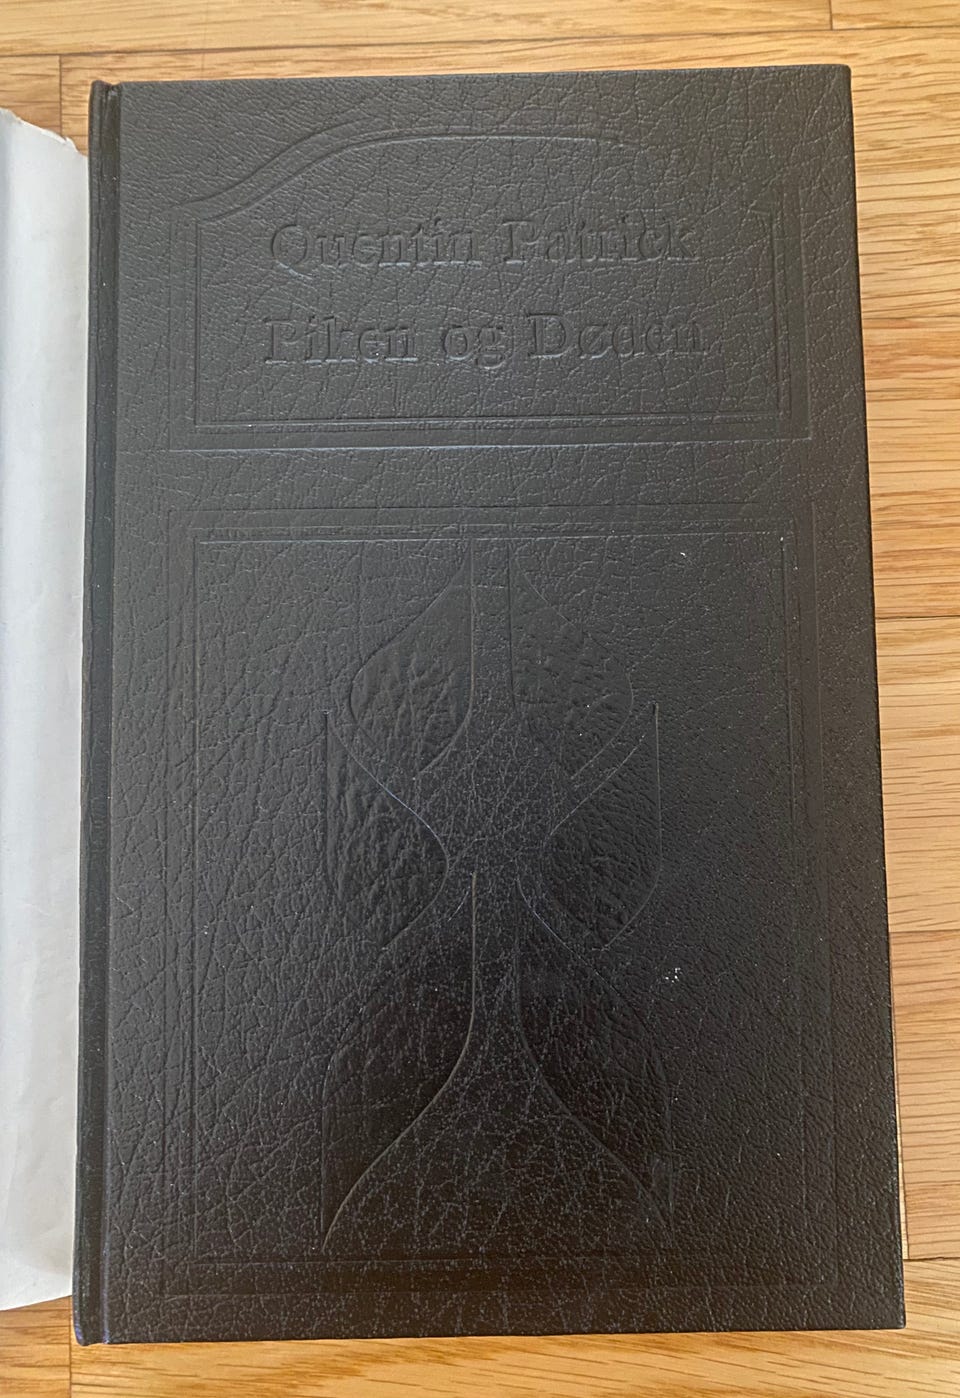 Quentin Patrick
Piken og Døden